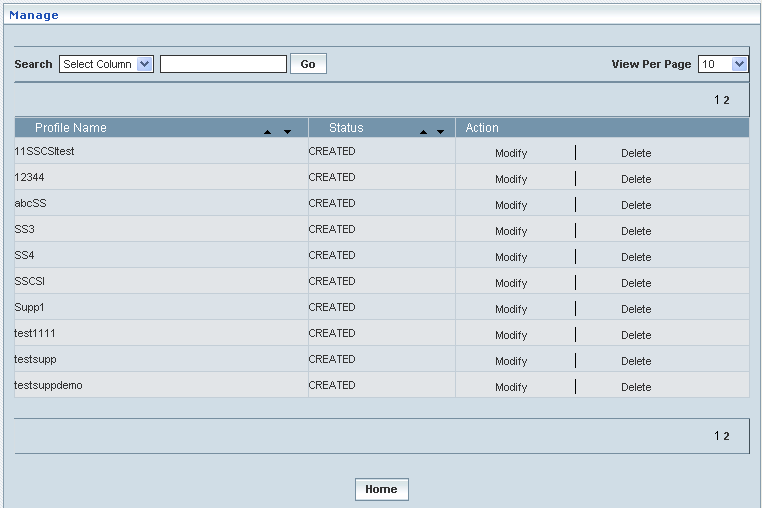 Manage
Search Select Column Go View Per Page 10
1 2
Profile Name Status Action
11SSCSItest CREATED Modify Delete
12344 CREATED Modify Delete
abcSS CREATED Modify Delete
SS3 CREATED Modify Delete
SS4 CREATED Modify Delete
SSCSI CREATED Modify Delete
Supp1 CREATED Modify Delete
test1111 CREATED Modify Delete
testsupp CREATED Modify Delete
testsuppdemo CREATED Modify Delete
1 2
Home